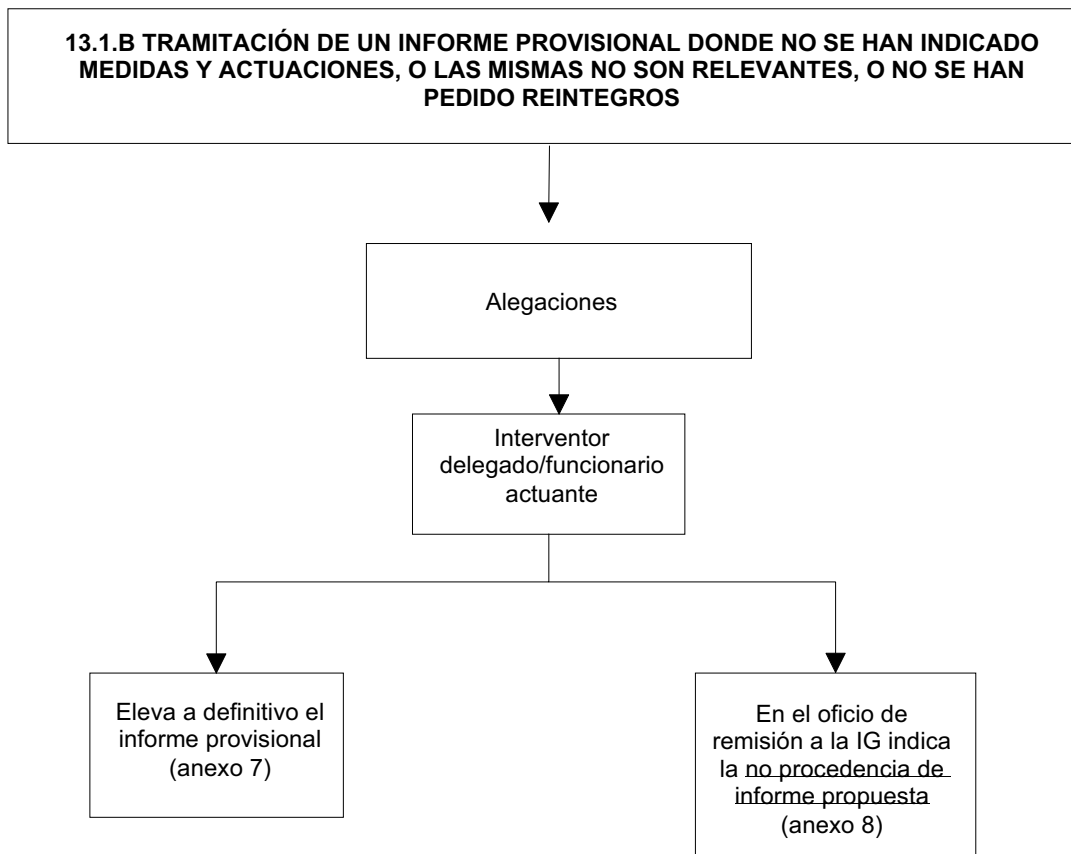 13.1.B TRAMITACIÓN DE UN INFORME PROVISIONAL DONDE NO SE HAN INDICADO
MEDIDAS Y ACTUACIONES, O LAS MISMAS NO SON RELEVANTES, O NO SE HAN
PEDIDO REINTEGROS
Alegaciones
Interventor
delegado/funcionario
actuante
Eleva a definitivo el
informe provisional
(anexo 7)
En el oficio de
remisión a la IG indica
la no procedencia de
informe propuesta
(anexo 8)